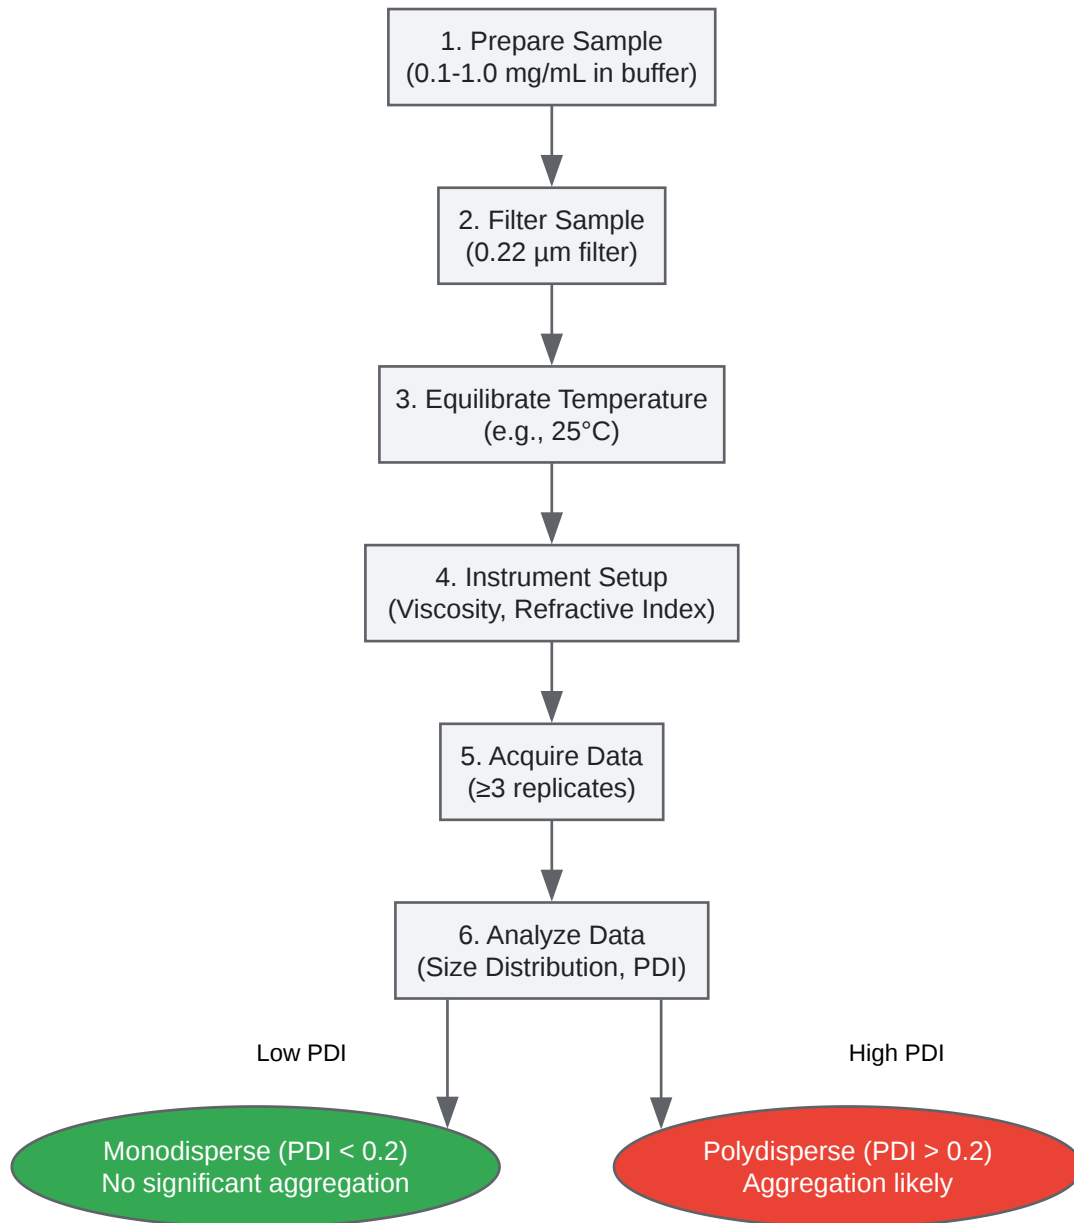 1. Prepare Sample
(0.1-1.0 mg/mL in buffer)
2. Filter Sample
(0.22 µm filter)
3. Equilibrate Temperature
(e.g., 25°C)
4. Instrument Setup
(Viscosity, Refractive Index)
5. Acquire Data
(≥3 replicates)
6. Analyze Data
(Size Distribution, PDI)
Low PDI
High PDI
Monodisperse (PDI < 0.2)
No significant aggregation
Polydisperse (PDI > 0.2)
Aggregation likely